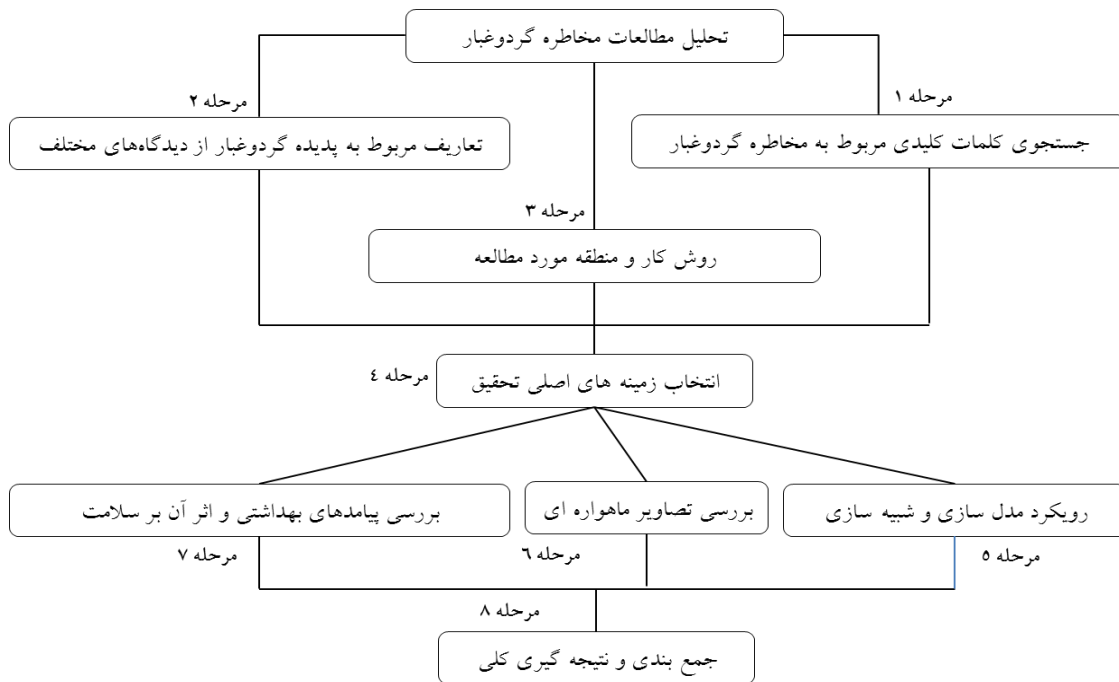 تحلیل مطالعات مخاطره گردوغبار
مرحله ۱
جستجوی کلمات کلیدی مربوط به مخاطره گردوغبار
مرحله ۲
تعاریف مربوط به پدیده گردوغبار از دیدگاه‌های مختلف
مرحله ۳
روش کار و منطقه مورد مطالعه
مرحله ٤
انتخاب زمینه های اصلی تحقیق
رویکرد مدل سازی و شبیه سازی
مرحله ٥
بررسی تصاویر ماهواره ای
مرحله ٦
بررسی پیامدهای بهداشتی و اثر آن بر سلامت
مرحله ۷
مرحله ۸
جمع بندی و نتیجه گیری کلی